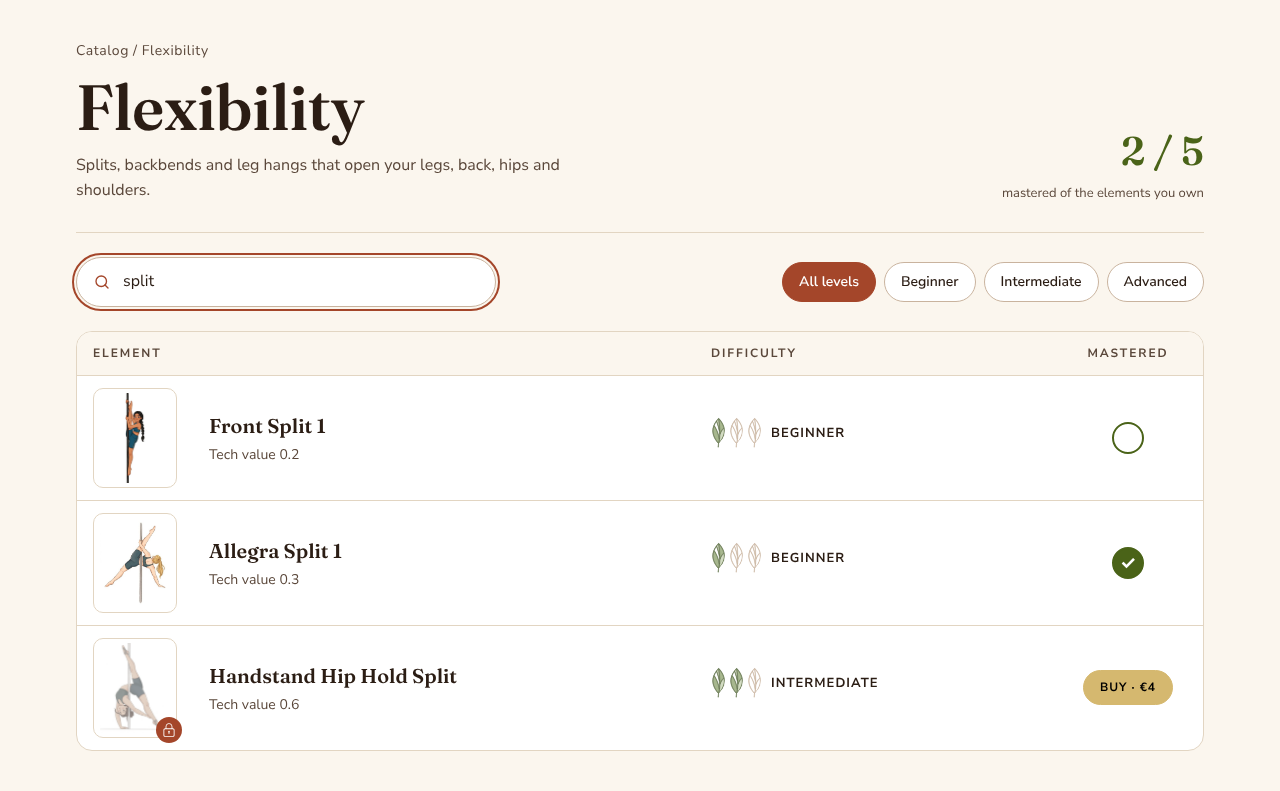 Catalog / Flexibility
Flexibility
Splits, backbends and leg hangs that open your legs, back, hips and
shoulders.
2 / 5
mastered of the elements you own
split
All levels
Beginner
Intermediate
Advanced
ELEMENT
DIFFICULTY
MASTERED
Front Split 1
Tech value 0.2
BEGINNER
Allegra Split 1
Tech value 0.3
BEGINNER
Handstand Hip Hold Split
Tech value 0.6
INTERMEDIATE
BUY · €4